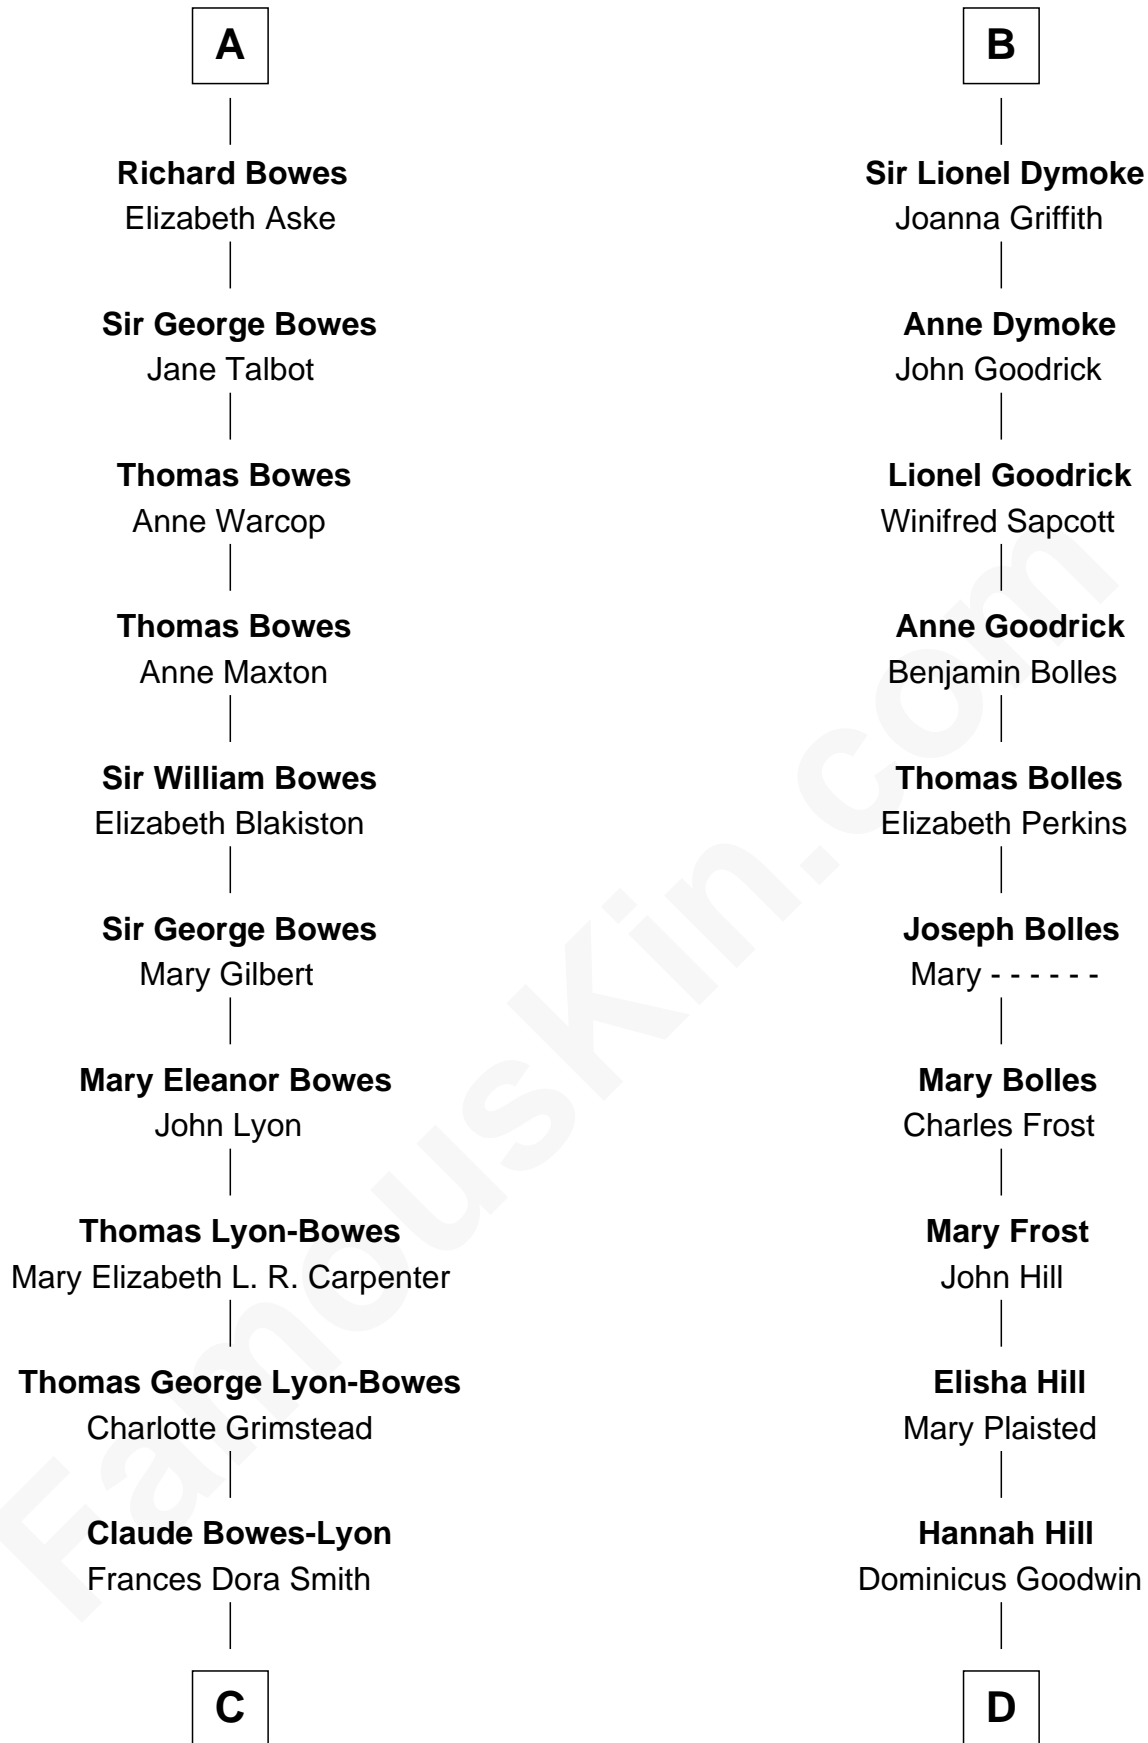 A
Richard Bowes
Elizabeth Aske
Sir George Bowes
Jane Talbot
Thomas Bowes
Anne Warcop
Thomas Bowes
Anne Maxton
Sir William Bowes
Elizabeth Blakiston
Sir George Bowes
Mary Gilbert
Mary Eleanor Bowes
John Lyon
Thomas Lyon-Bowes
Mary Elizabeth L. R. Carpenter
Thomas George Lyon-Bowes
Charlotte Grimstead
Claude Bowes-Lyon
Frances Dora Smith
C
B
Sir Lionel Dymoke
Joanna Griffith
Anne Dymoke
John Goodrick
Lionel Goodrick
Winifred Sapcott
Anne Goodrick
Benjamin Bolles
Thomas Bolles
Elizabeth Perkins
Joseph Bolles
Mary - - - - - -
Mary Bolles
Charles Frost
Mary Frost
John Hill
Elisha Hill
Mary Plaisted
Hannah Hill
Dominicus Goodwin
D
FamousKin.com